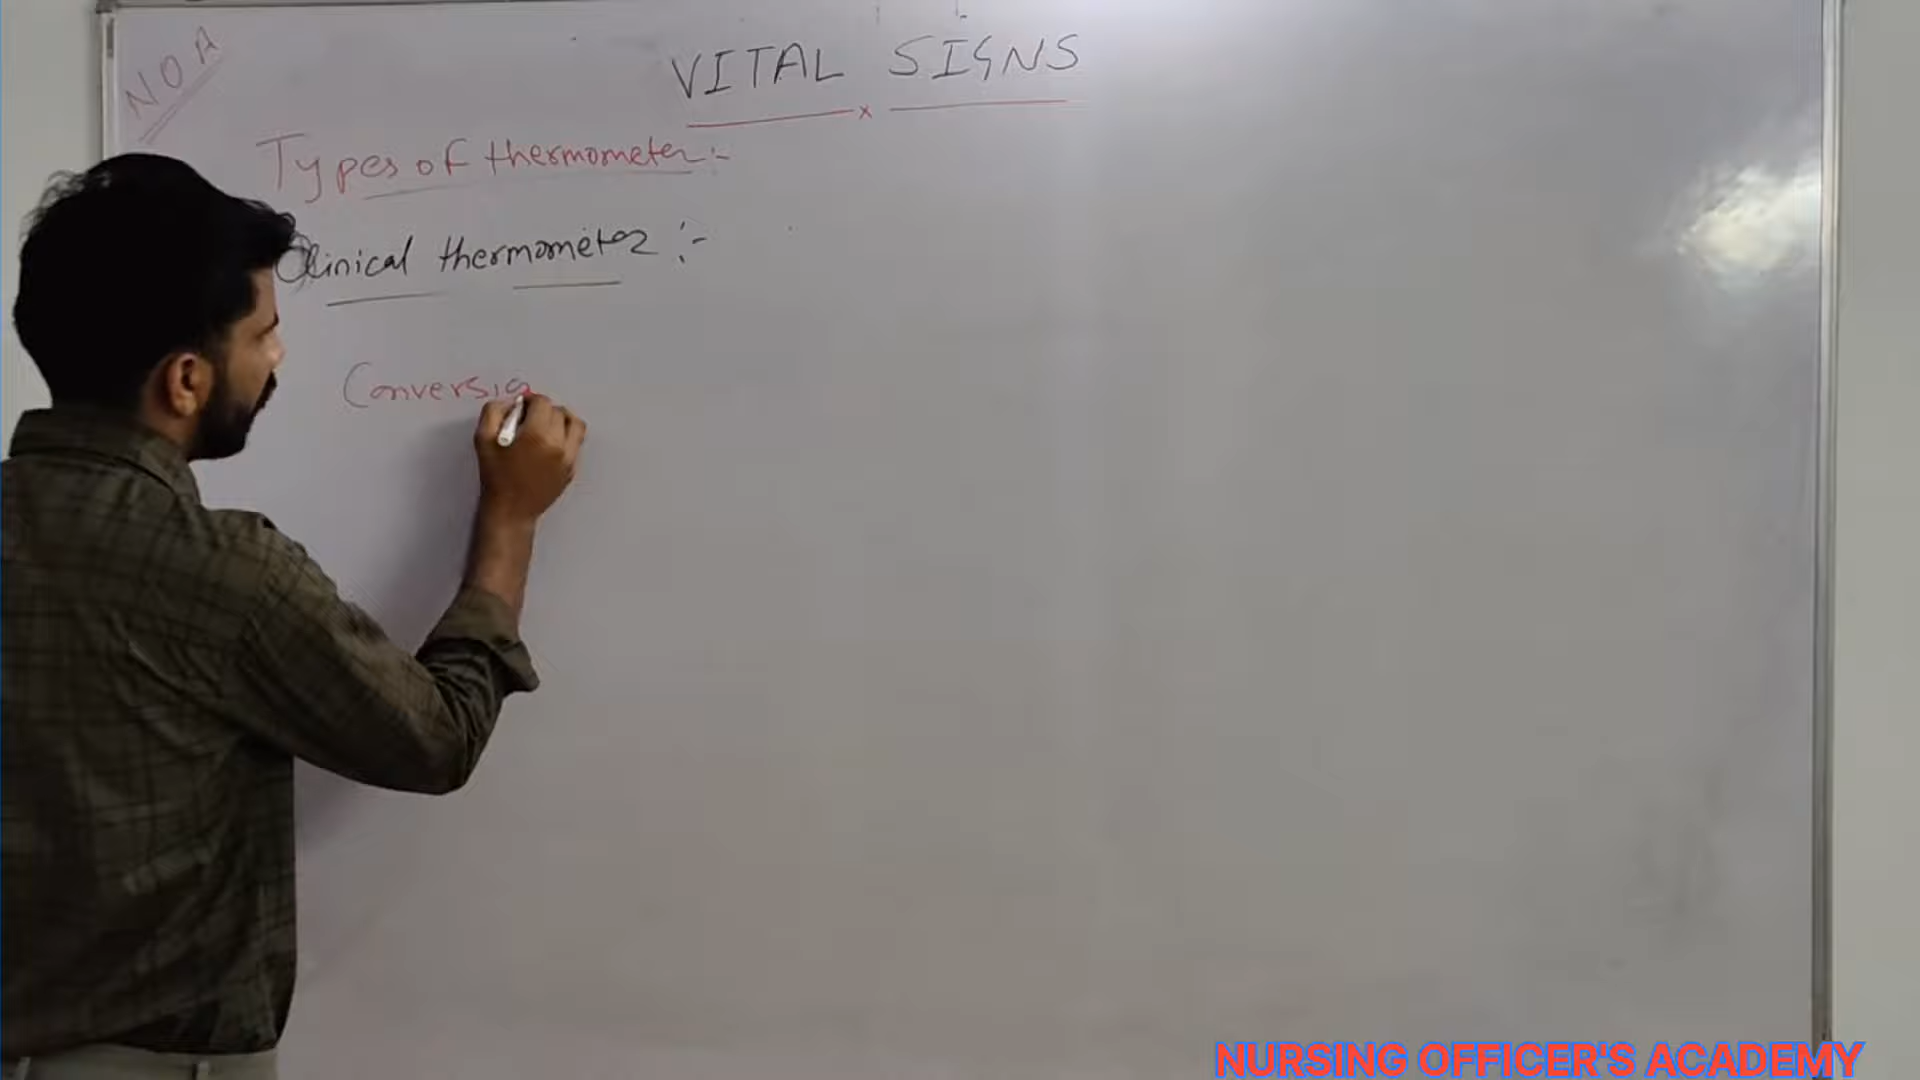 NOA
VITAL SIGNS
x
Types of thermometer :-
Clinical thermometer :-
Conversio
NURSING OFFICER'S ACADEMY